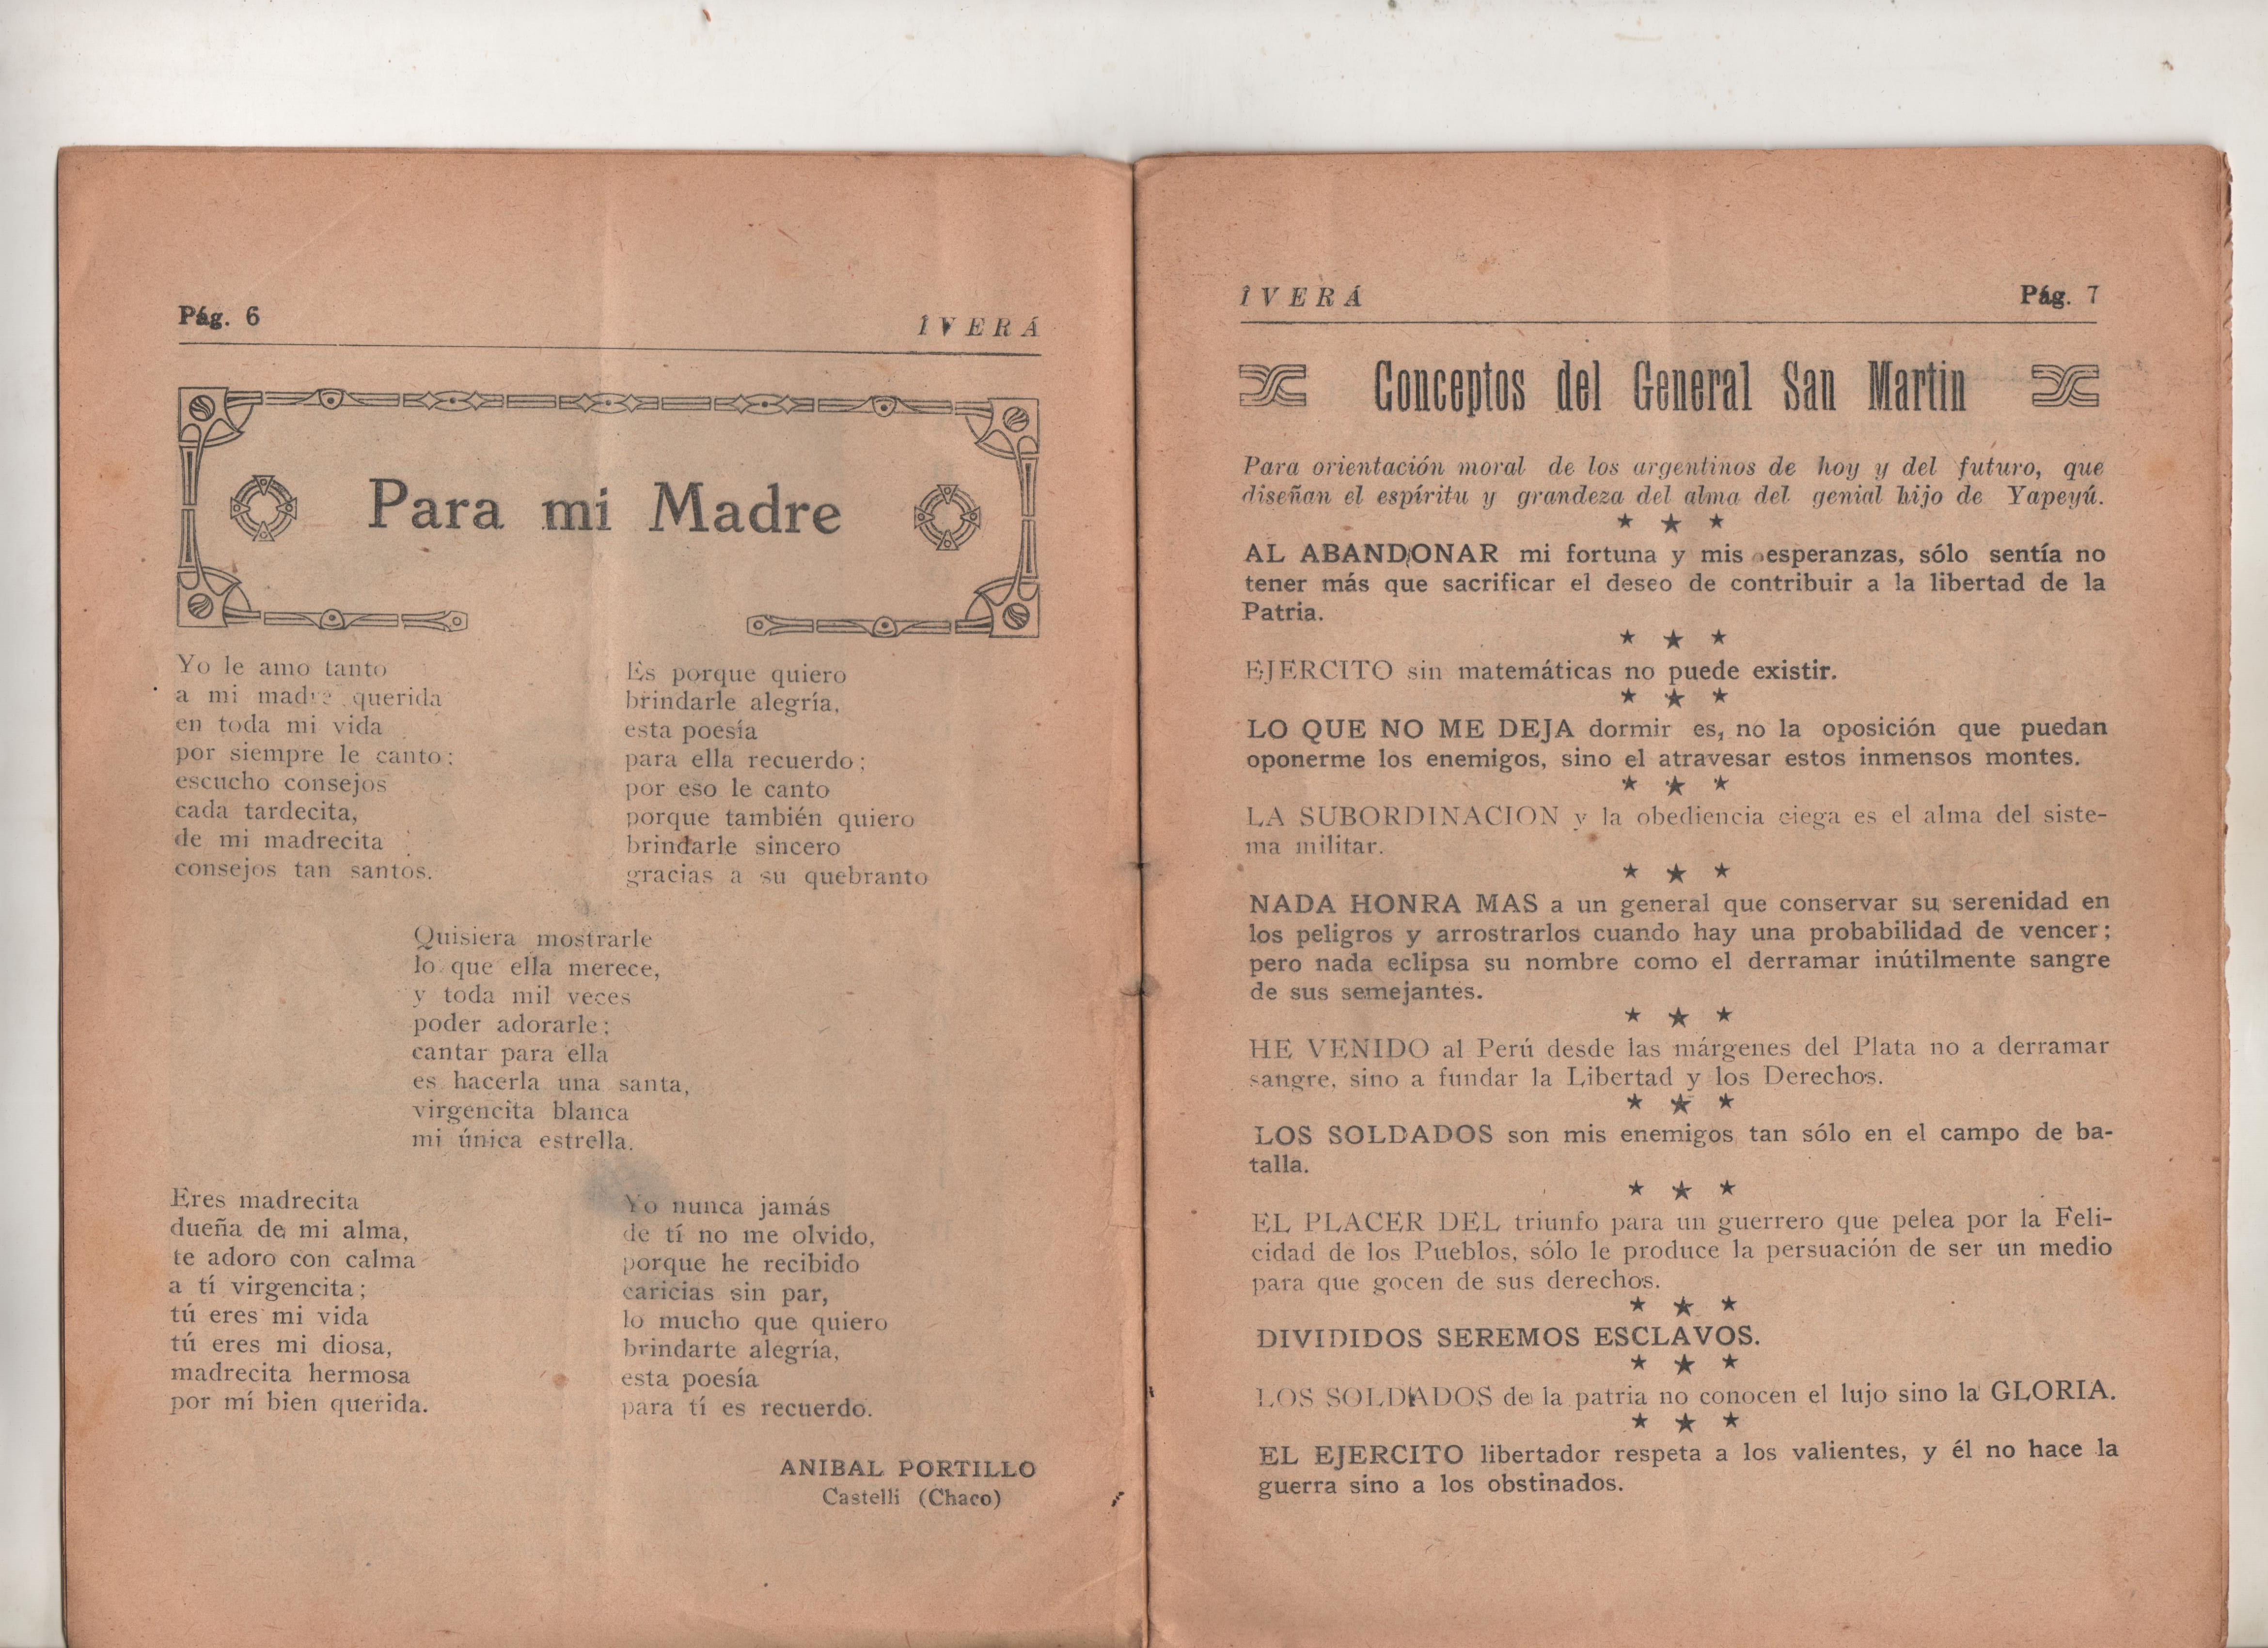 Pág. 6
ÎVERÁ
Para mi Madre
Yo le amo tanto
a mi madre querida
en toda mi vida
por siempre le canto;
escucho consejos
cada tardecita,
de mi madrecita
consejos tan santos.
Es porque quiero
brindarle alegría,
esta poesía
para ella recuerdo;
por eso le canto
porque también quiero
brindarle sincero
gracias a su quebranto
Quisiera mostrarle
lo que ella merece,
y toda mil veces
poder adorarle;
cantar para ella
es hacerla una santa,
virgencita blanca
mi única estrella.
Eres madrecita
dueña de mi alma,
te adoro con calma
a tí virgencita;
tú eres mi vida
tú eres mi diosa,
madrecita hermosa
por mí bien querida.
Yo nunca jamás
de tí no me olvido,
porque he recibido
caricias sin par,
lo mucho que quiero
brindarte alegría,
esta poesía
para tí es recuerdo.
ANIBAL PORTILLO
Castelli (Chaco)
ÎVERÁ
Pág. 7
Conceptos del General San Martin
Para orientación moral de los argentinos de hoy y del futuro, que
diseñan el espíritu y grandeza del alma del genial hijo de Yapeyú.
★ ★ ★
AL ABANDONAR mi fortuna y mis esperanzas, sólo sentía no
tener más que sacrificar el deseo de contribuir a la libertad de la
Patria.
★ ★ ★
EJERCITO sin matemáticas no puede existir.
★ ★ ★
LO QUE NO ME DEJA dormir es, no la oposición que puedan
oponerme los enemigos, sino el atravesar estos inmensos montes.
★ ★ ★
LA SUBORDINACION y la obediencia ciega es el alma del siste-
ma militar.
★ ★ ★
NADA HONRA MAS a un general que conservar su serenidad en
los peligros y arrostrarlos cuando hay una probabilidad de vencer;
pero nada eclipsa su nombre como el derramar inútilmente sangre
de sus semejantes.
★ ★ ★
HE VENIDO al Perú desde las márgenes del Plata no a derramar
sangre, sino a fundar la Libertad y los Derechos.
★ ★ ★
LOS SOLDADOS son mis enemigos tan sólo en el campo de ba-
talla.
★ ★ ★
EL PLACER DEL triunfo para un guerrero que pelea por la Feli-
cidad de los Pueblos, sólo le produce la persuación de ser un medio
para que gocen de sus derechos.
★ ★ ★
DIVIDIDOS SEREMOS ESCLAVOS.
★ ★ ★
LOS SOLDADOS de la patria no conocen el lujo sino la GLORIA.
★ ★ ★
EL EJERCITO libertador respeta a los valientes, y él no hace la
guerra sino a los obstinados.